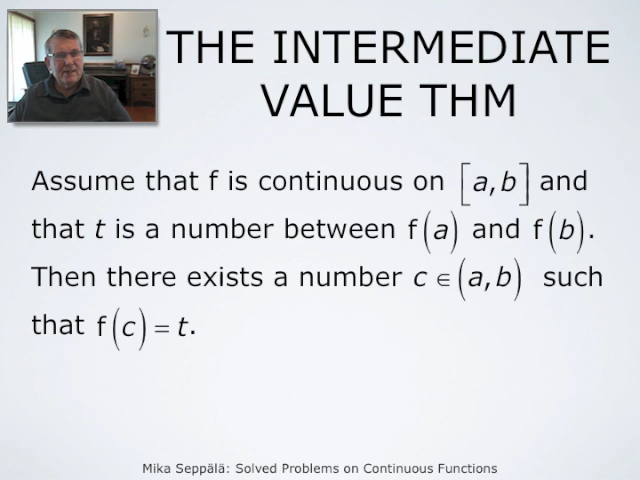 THE INTERMEDIATE
VALUE THM
Assume that f is continuous on [a,b] and
that t is a number between f(a) and f(b).
Then there exists a number c ∈ (a,b) such
that f(c) = t.
Mika Seppälä: Solved Problems on Continuous Functions